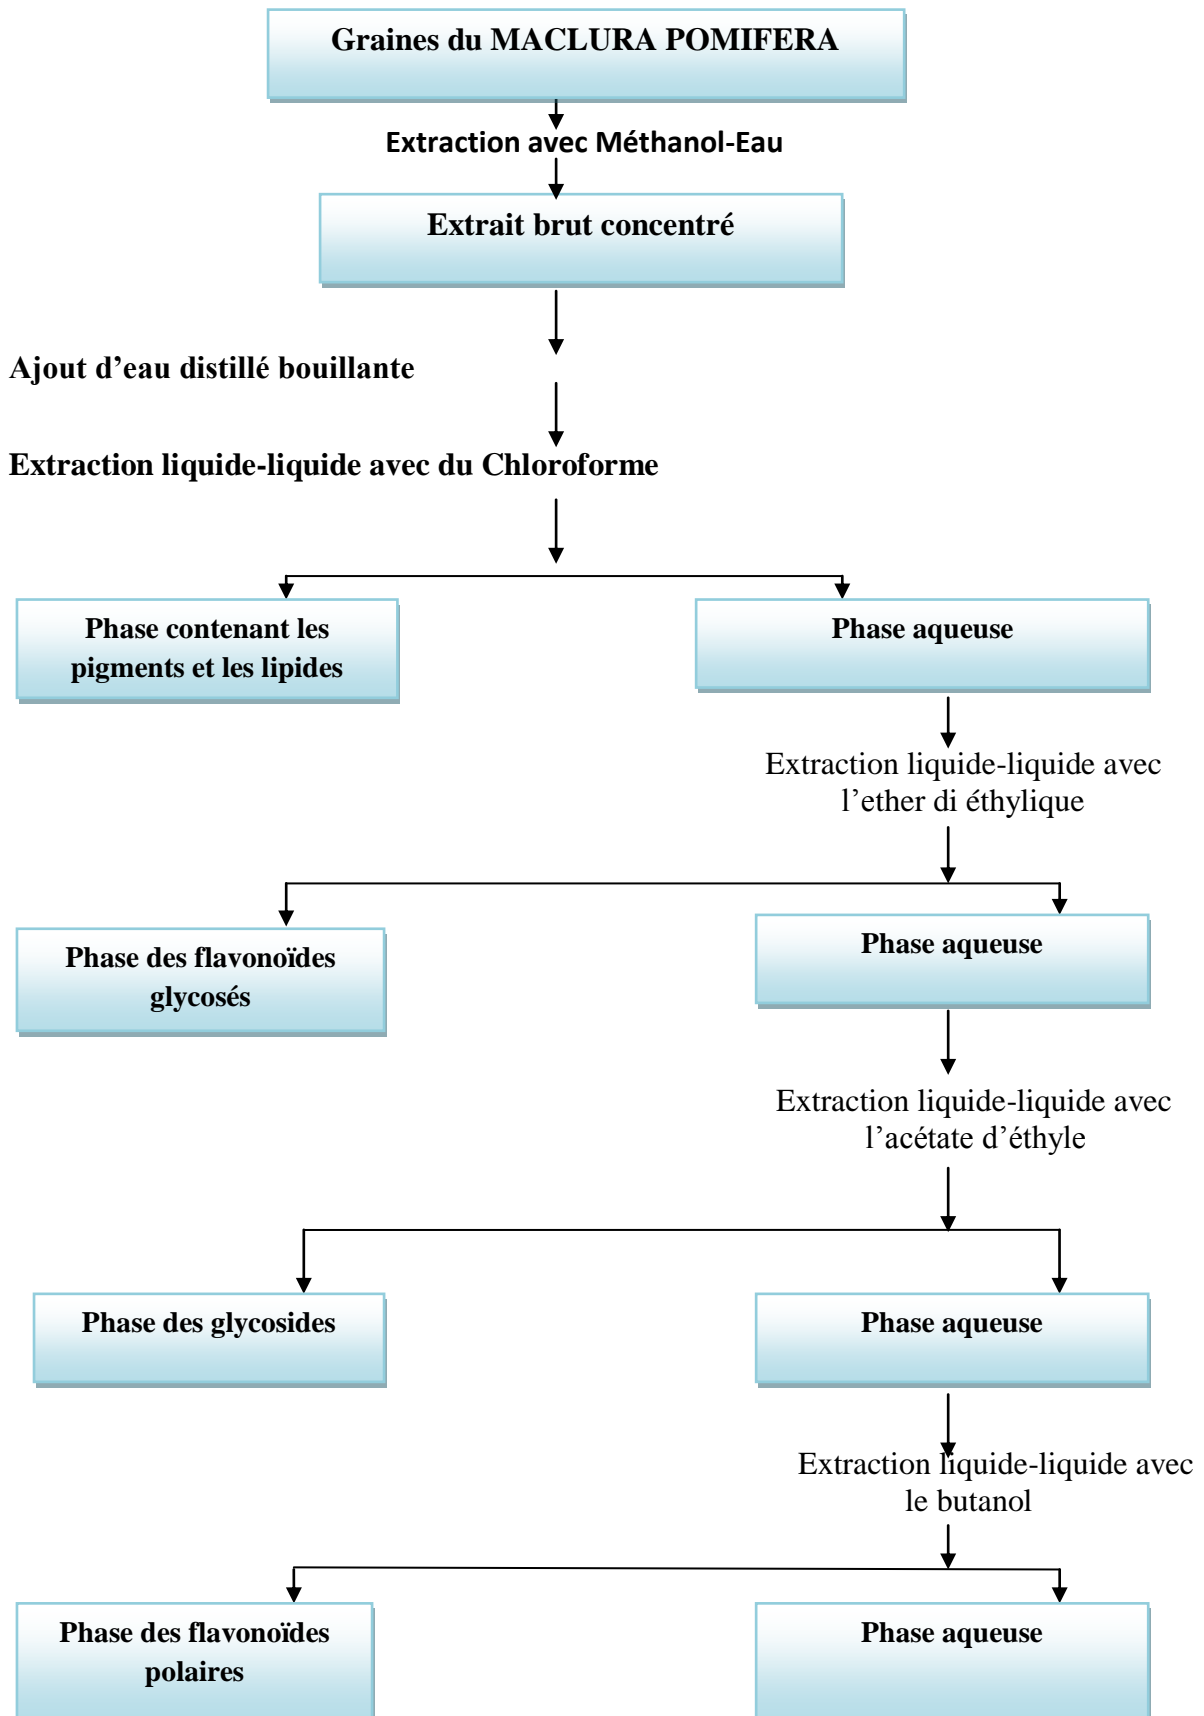 Graines du MACLURA POMIFERA
Extraction avec Méthanol-Eau
Extrait brut concentré
Ajout d’eau distillé bouillante
Extraction liquide-liquide avec du Chloroforme
Phase contenant les
pigments et les lipides
Phase aqueuse
Extraction liquide-liquide avec
l’ether di éthylique
Phase des flavonoïdes
glycosés
Phase aqueuse
Extraction liquide-liquide avec
l’acétate d’éthyle
Phase des glycosides
Phase aqueuse
Extraction liquide-liquide avec
le butanol
Phase des flavonoïdes
polaires
Phase aqueuse